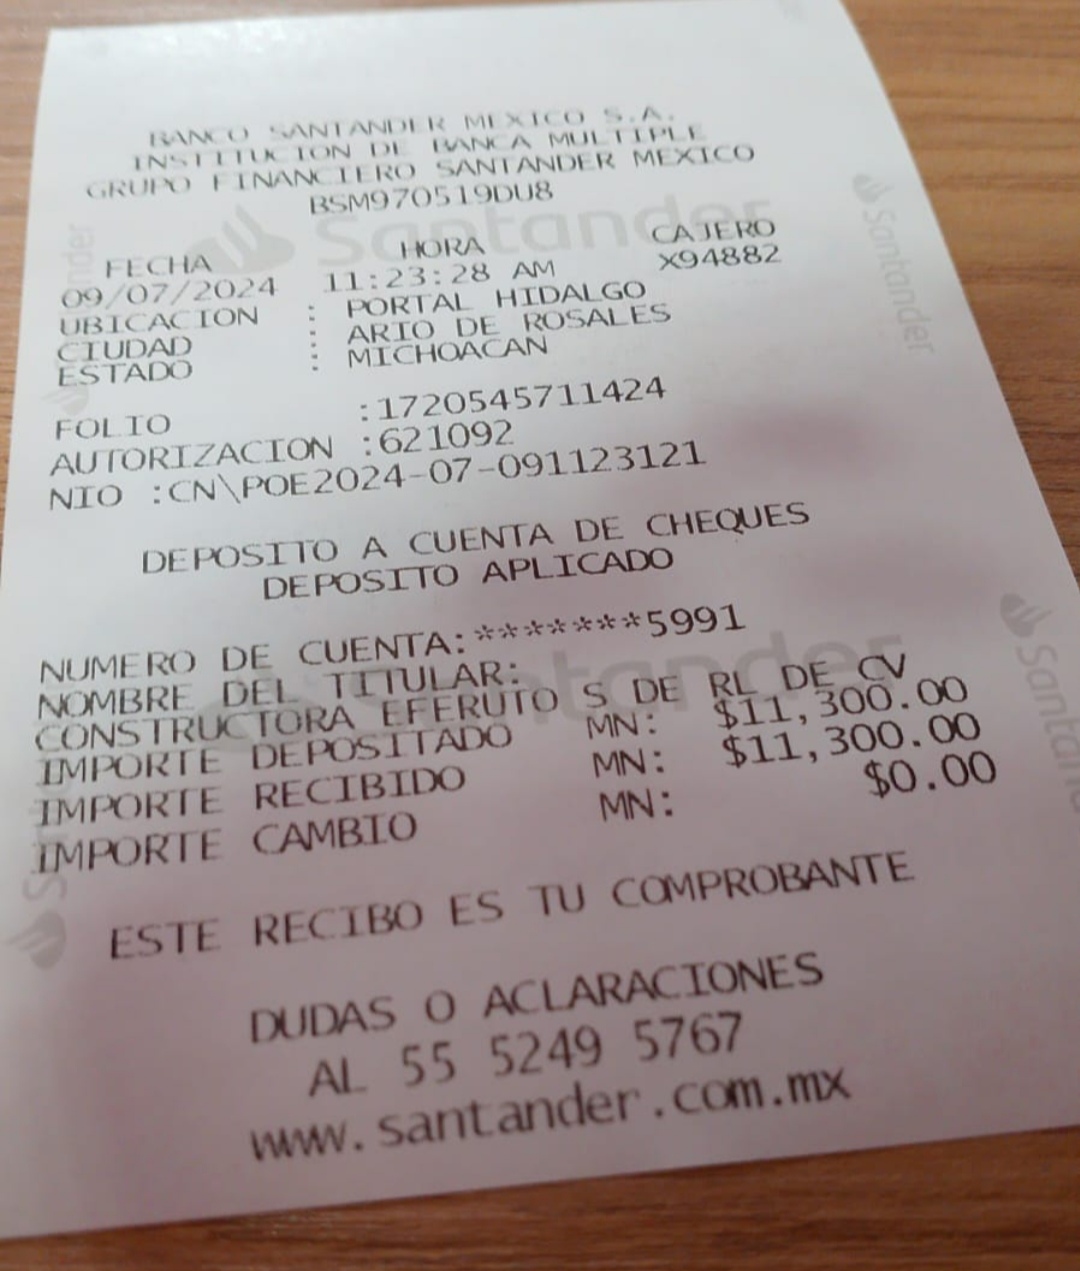 BANCO SANTANDER MEXICO S.A.
INSTITUCION DE BANCA MULTIPLE
GRUPO FINANCIERO SANTANDER MEXICO
BSM970519DU8
FECHA HORA CAJERO
09/07/2024 11:23:28 AM X94882
UBICACION : PORTAL HIDALGO
CIUDAD : ARIO DE ROSALES
ESTADO : MICHOACAN
FOLIO :1720545711424
AUTORIZACION :621092
NIO :CN\POE2024-07-091123121
DEPOSITO A CUENTA DE CHEQUES
DEPOSITO APLICADO
NUMERO DE CUENTA:*******5991
NOMBRE DEL TITULAR:
CONSTRUCTORA EFERUTO S DE RL DE CV
IMPORTE DEPOSITADO MN: $11,300.00
IMPORTE RECIBIDO MN: $11,300.00
IMPORTE CAMBIO MN: $0.00
ESTE RECIBO ES TU COMPROBANTE
DUDAS O ACLARACIONES
AL 55 5249 5767
www.santander.com.mx
Santander
Santander
Santander